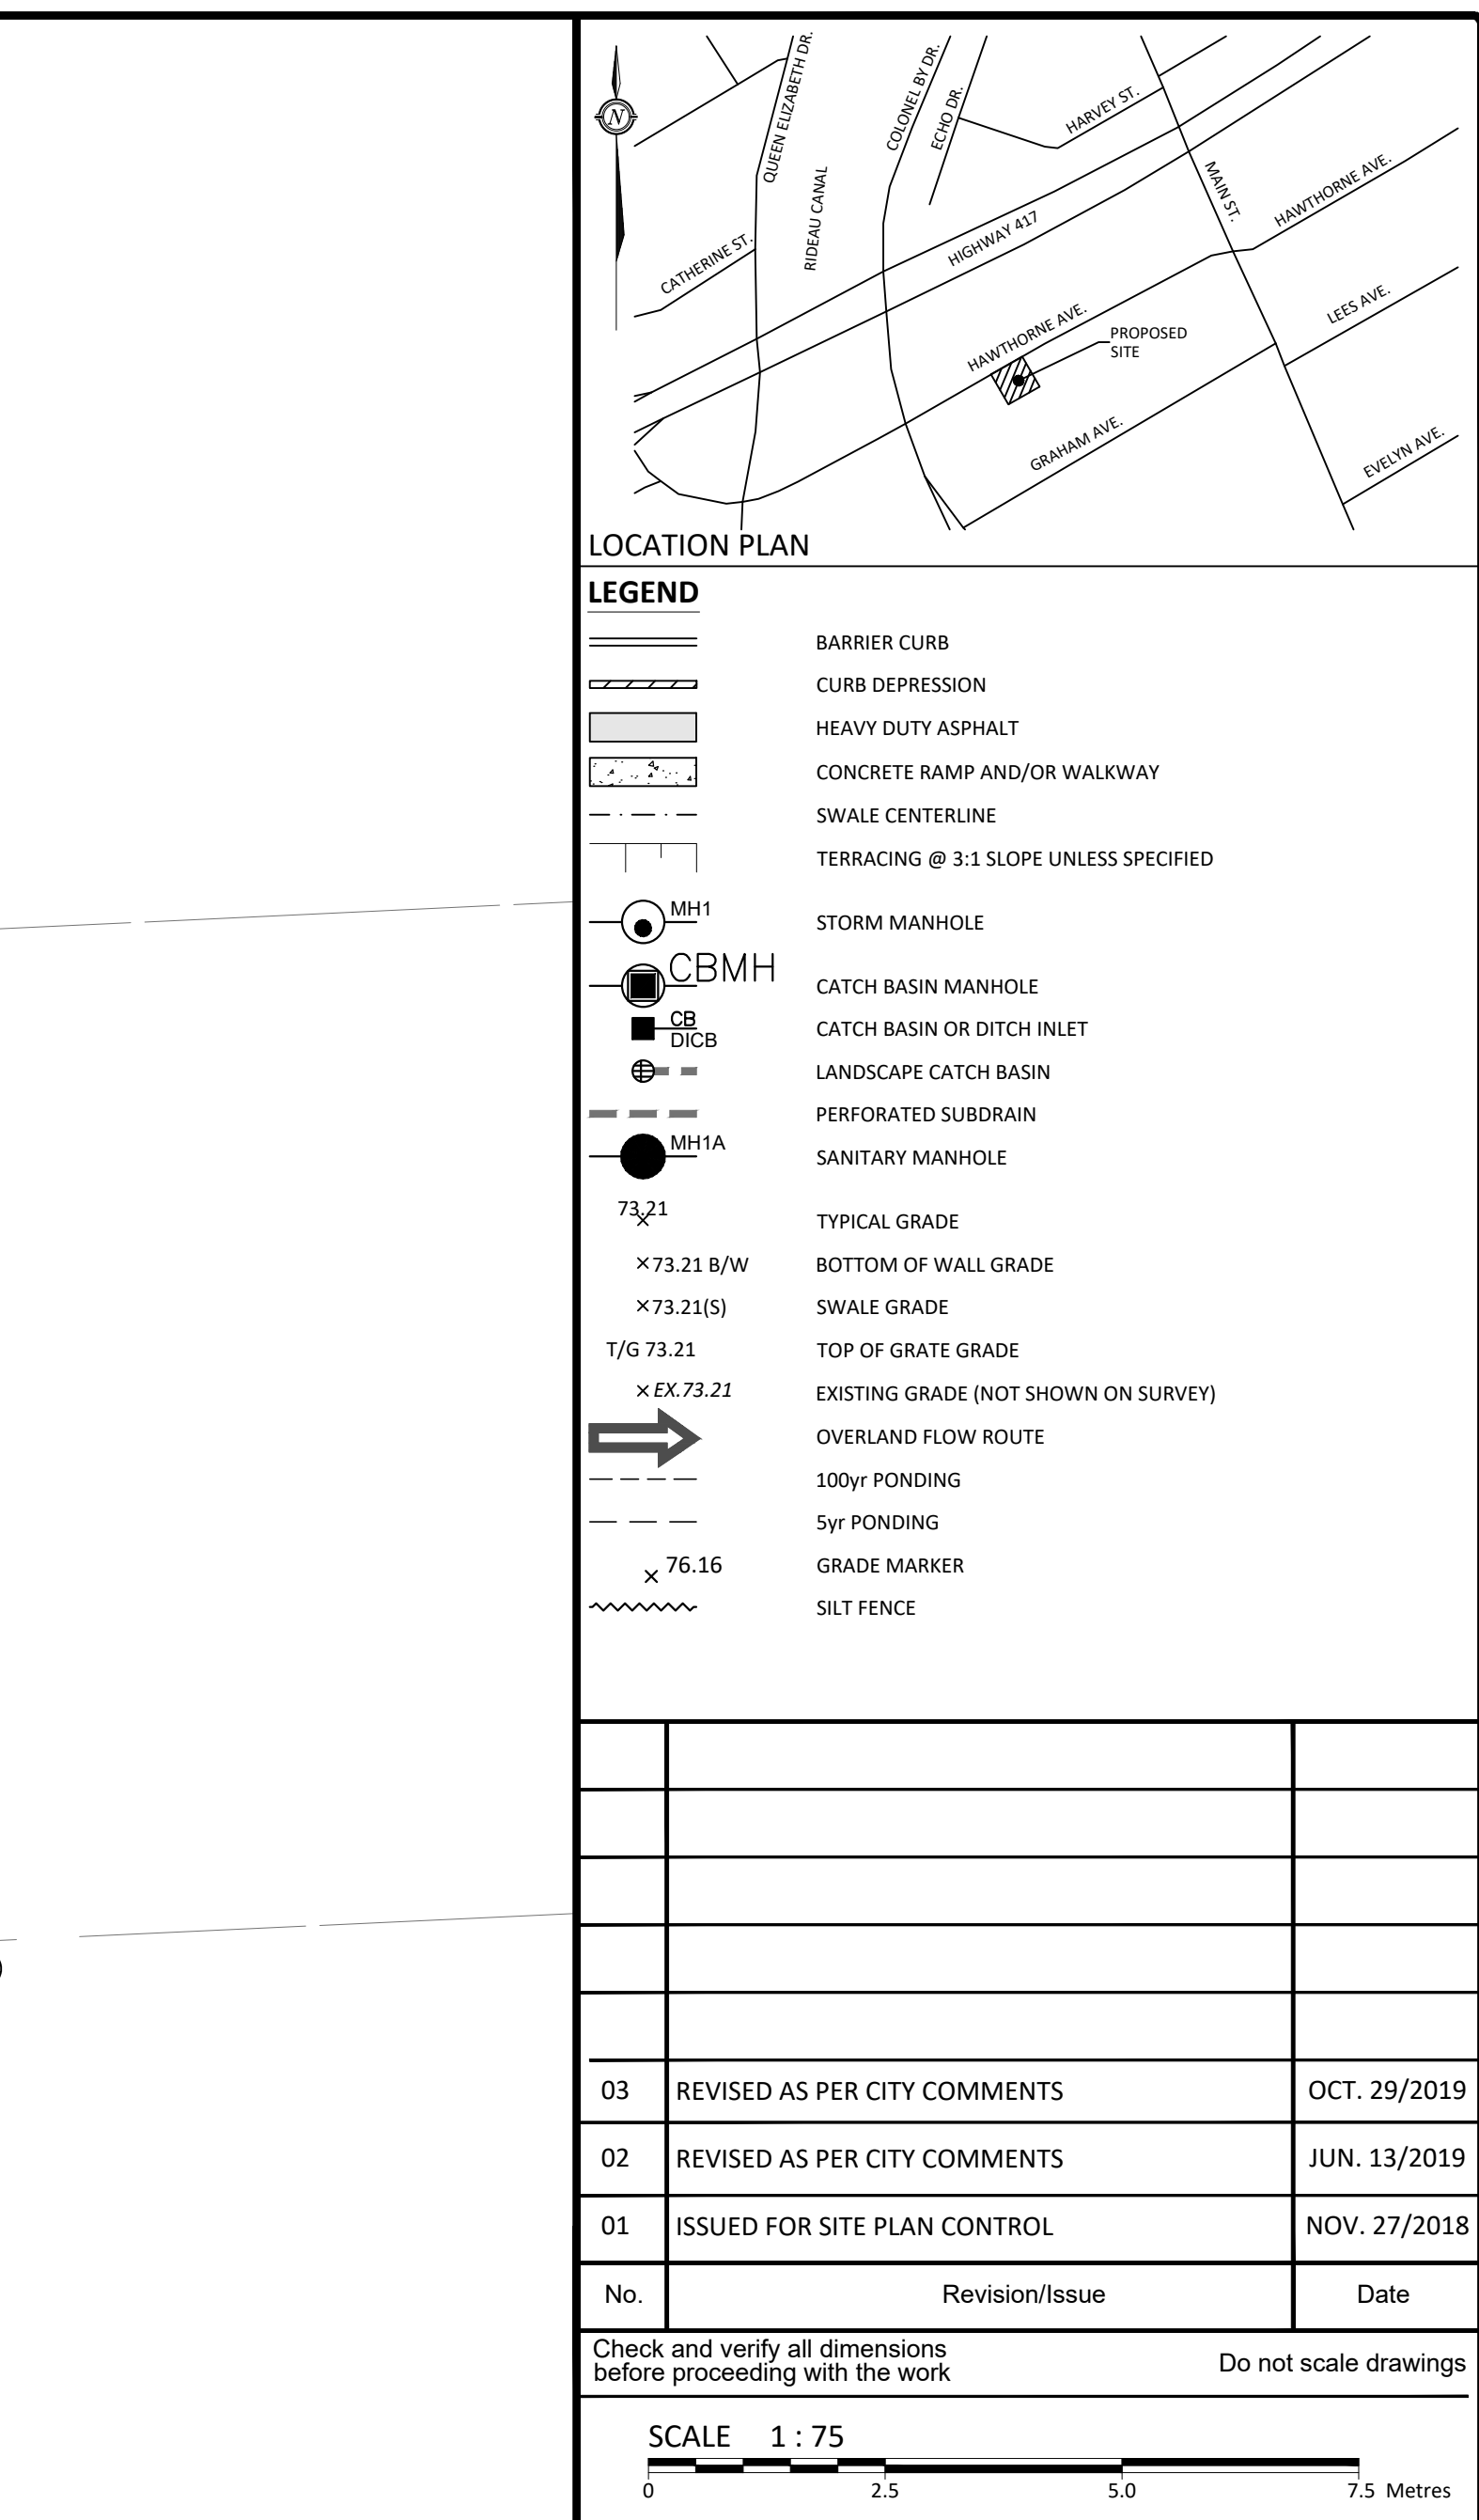 QUEEN ELIZABETH DR.
COLONEL BY DR.
ECHO DR.
HARVEY ST.
N
RIDEAU CANAL
MAIN ST.
HAWTHORNE AVE.
CATHERINE ST.
HIGHWAY 417
LEES AVE.
HAWTHORNE AVE.
PROPOSED
SITE
GRAHAM AVE.
EVELYN AVE.
LOCATION PLAN
LEGEND
BARRIER CURB
CURB DEPRESSION
HEAVY DUTY ASPHALT
CONCRETE RAMP AND/OR WALKWAY
SWALE CENTERLINE
TERRACING @ 3:1 SLOPE UNLESS SPECIFIED
MH1 STORM MANHOLE
CBMH CATCH BASIN MANHOLE
CB
DICB CATCH BASIN OR DITCH INLET
LANDSCAPE CATCH BASIN
PERFORATED SUBDRAIN
MH1A SANITARY MANHOLE
73.21 TYPICAL GRADE
×73.21 B/W BOTTOM OF WALL GRADE
×73.21(S) SWALE GRADE
T/G 73.21 TOP OF GRATE GRADE
×EX.73.21 EXISTING GRADE (NOT SHOWN ON SURVEY)
OVERLAND FLOW ROUTE
100yr PONDING
5yr PONDING
× 76.16 GRADE MARKER
SILT FENCE
03 REVISED AS PER CITY COMMENTS OCT. 29/2019
02 REVISED AS PER CITY COMMENTS JUN. 13/2019
01 ISSUED FOR SITE PLAN CONTROL NOV. 27/2018
No. Revision/Issue Date
Check and verify all dimensions
before proceeding with the work
Do not scale drawings
SCALE 1 : 75
0 2.5 5.0 7.5 Metres